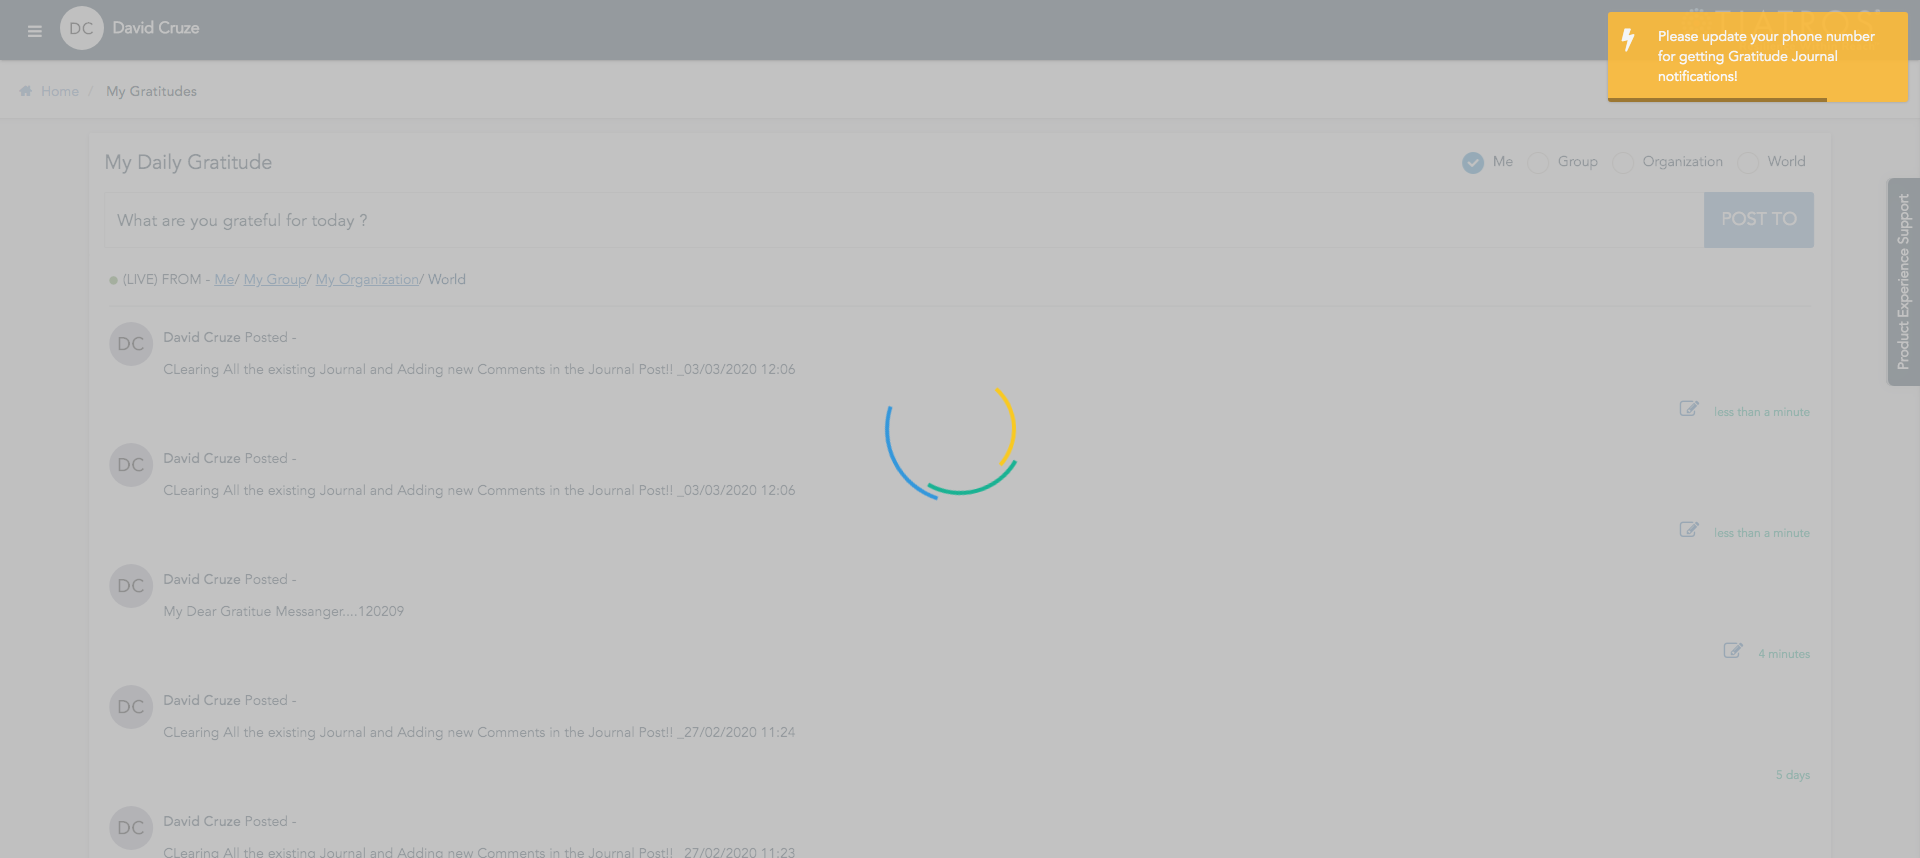 DC David Cruze
TIATROS
Please update your phone number
for getting Gratitude Journal
notifications!
Home / My Gratitudes
My Daily Gratitude
Me Group Organization World
What are you grateful for today ?
POST TO
Product Experience Support
(LIVE) FROM - Me/ My Group/ My Organization/ World
DC David Cruze Posted -
CLearing All the existing Journal and Adding new Comments in the Journal Post!! _03/03/2020 12:06
less than a minute
DC David Cruze Posted -
CLearing All the existing Journal and Adding new Comments in the Journal Post!! _03/03/2020 12:06
less than a minute
DC David Cruze Posted -
My Dear Gratitue Messanger....120209
4 minutes
DC David Cruze Posted -
CLearing All the existing Journal and Adding new Comments in the Journal Post!! _27/02/2020 11:24
5 days
DC David Cruze Posted -
CLearing All the existing Journal and Adding new Comments in the Journal Post!! _27/02/2020 11:23